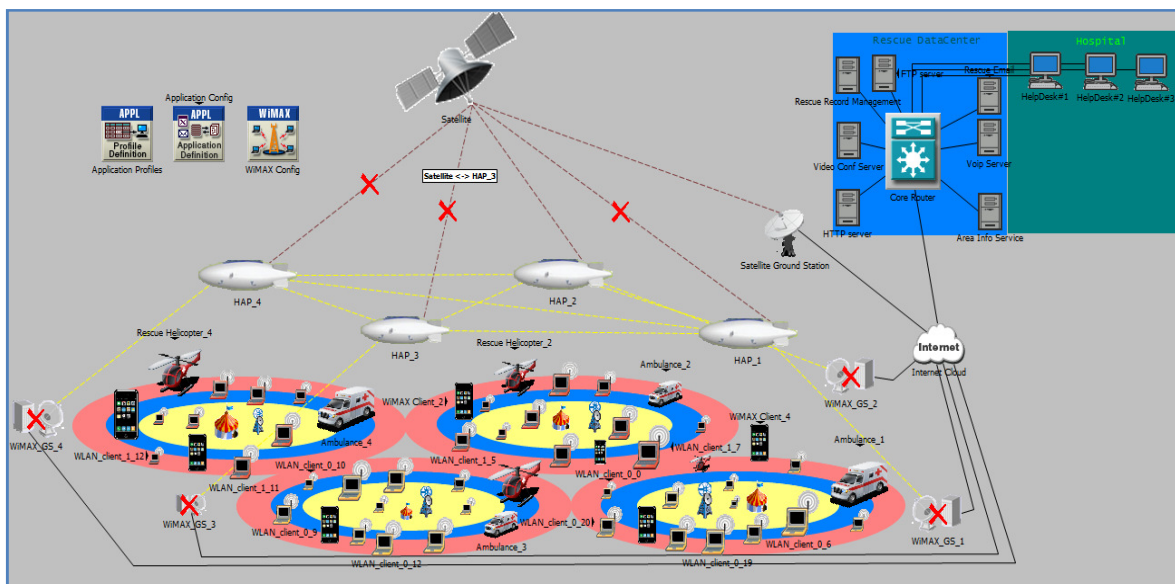 Rescue DataCenter
Hospital
Application Config
APPL
Profile
Definition
APPL
Application
Definition
WiMAX
Application Profiles
WiMAX Config
Satellite
Satellite <-> HAP_3
FTP server
Rescue Email
HelpDesk#1
HelpDesk#2
HelpDesk#3
Rescue Record Management
Video Conf Server
Voip Server
Core Router
HTTP server
Area Info Service
Satellite Ground Station
HAP_4
HAP_2
HAP_3
HAP_1
Rescue Helicopter_4
Rescue Helicopter_2
Internet
Internet Cloud
Ambulance_2
WiMAX_GS_2
WiMAX Client_2
WiMAX Client_4
WiMAX_GS_4
Ambulance_4
Ambulance_1
WLAN_client_1_12
WLAN_client_0_10
WLAN_client_1_5
WLAN_client_1_7
WLAN_client_0_0
WLAN_client_1_11
WiMAX_GS_3
WLAN_client_0_9
WLAN_client_0_20
WiMAX_GS_1
Ambulance_3
WLAN_client_0_6
WLAN_client_0_12
WLAN_client_0_19